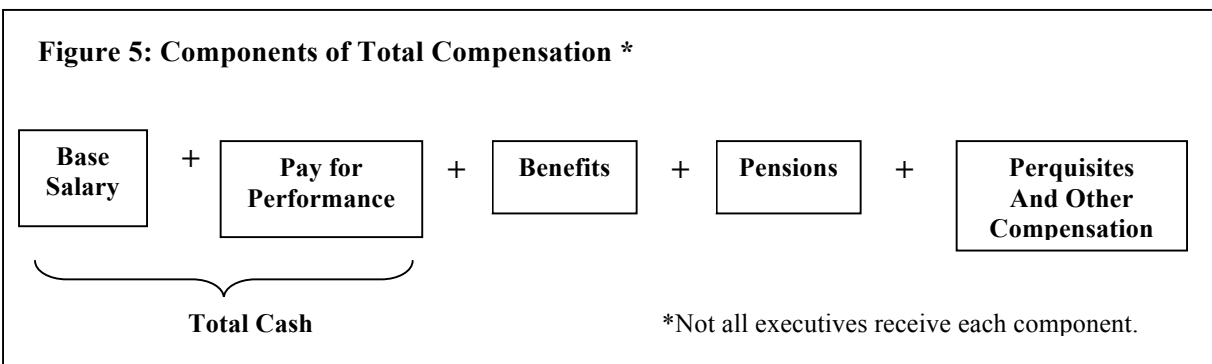 Figure 5: Components of Total Compensation *
Base
Salary
+
Pay for
Performance
+
Benefits
+
Pensions
+
Perquisites
And Other
Compensation
Total Cash
*Not all executives receive each component.